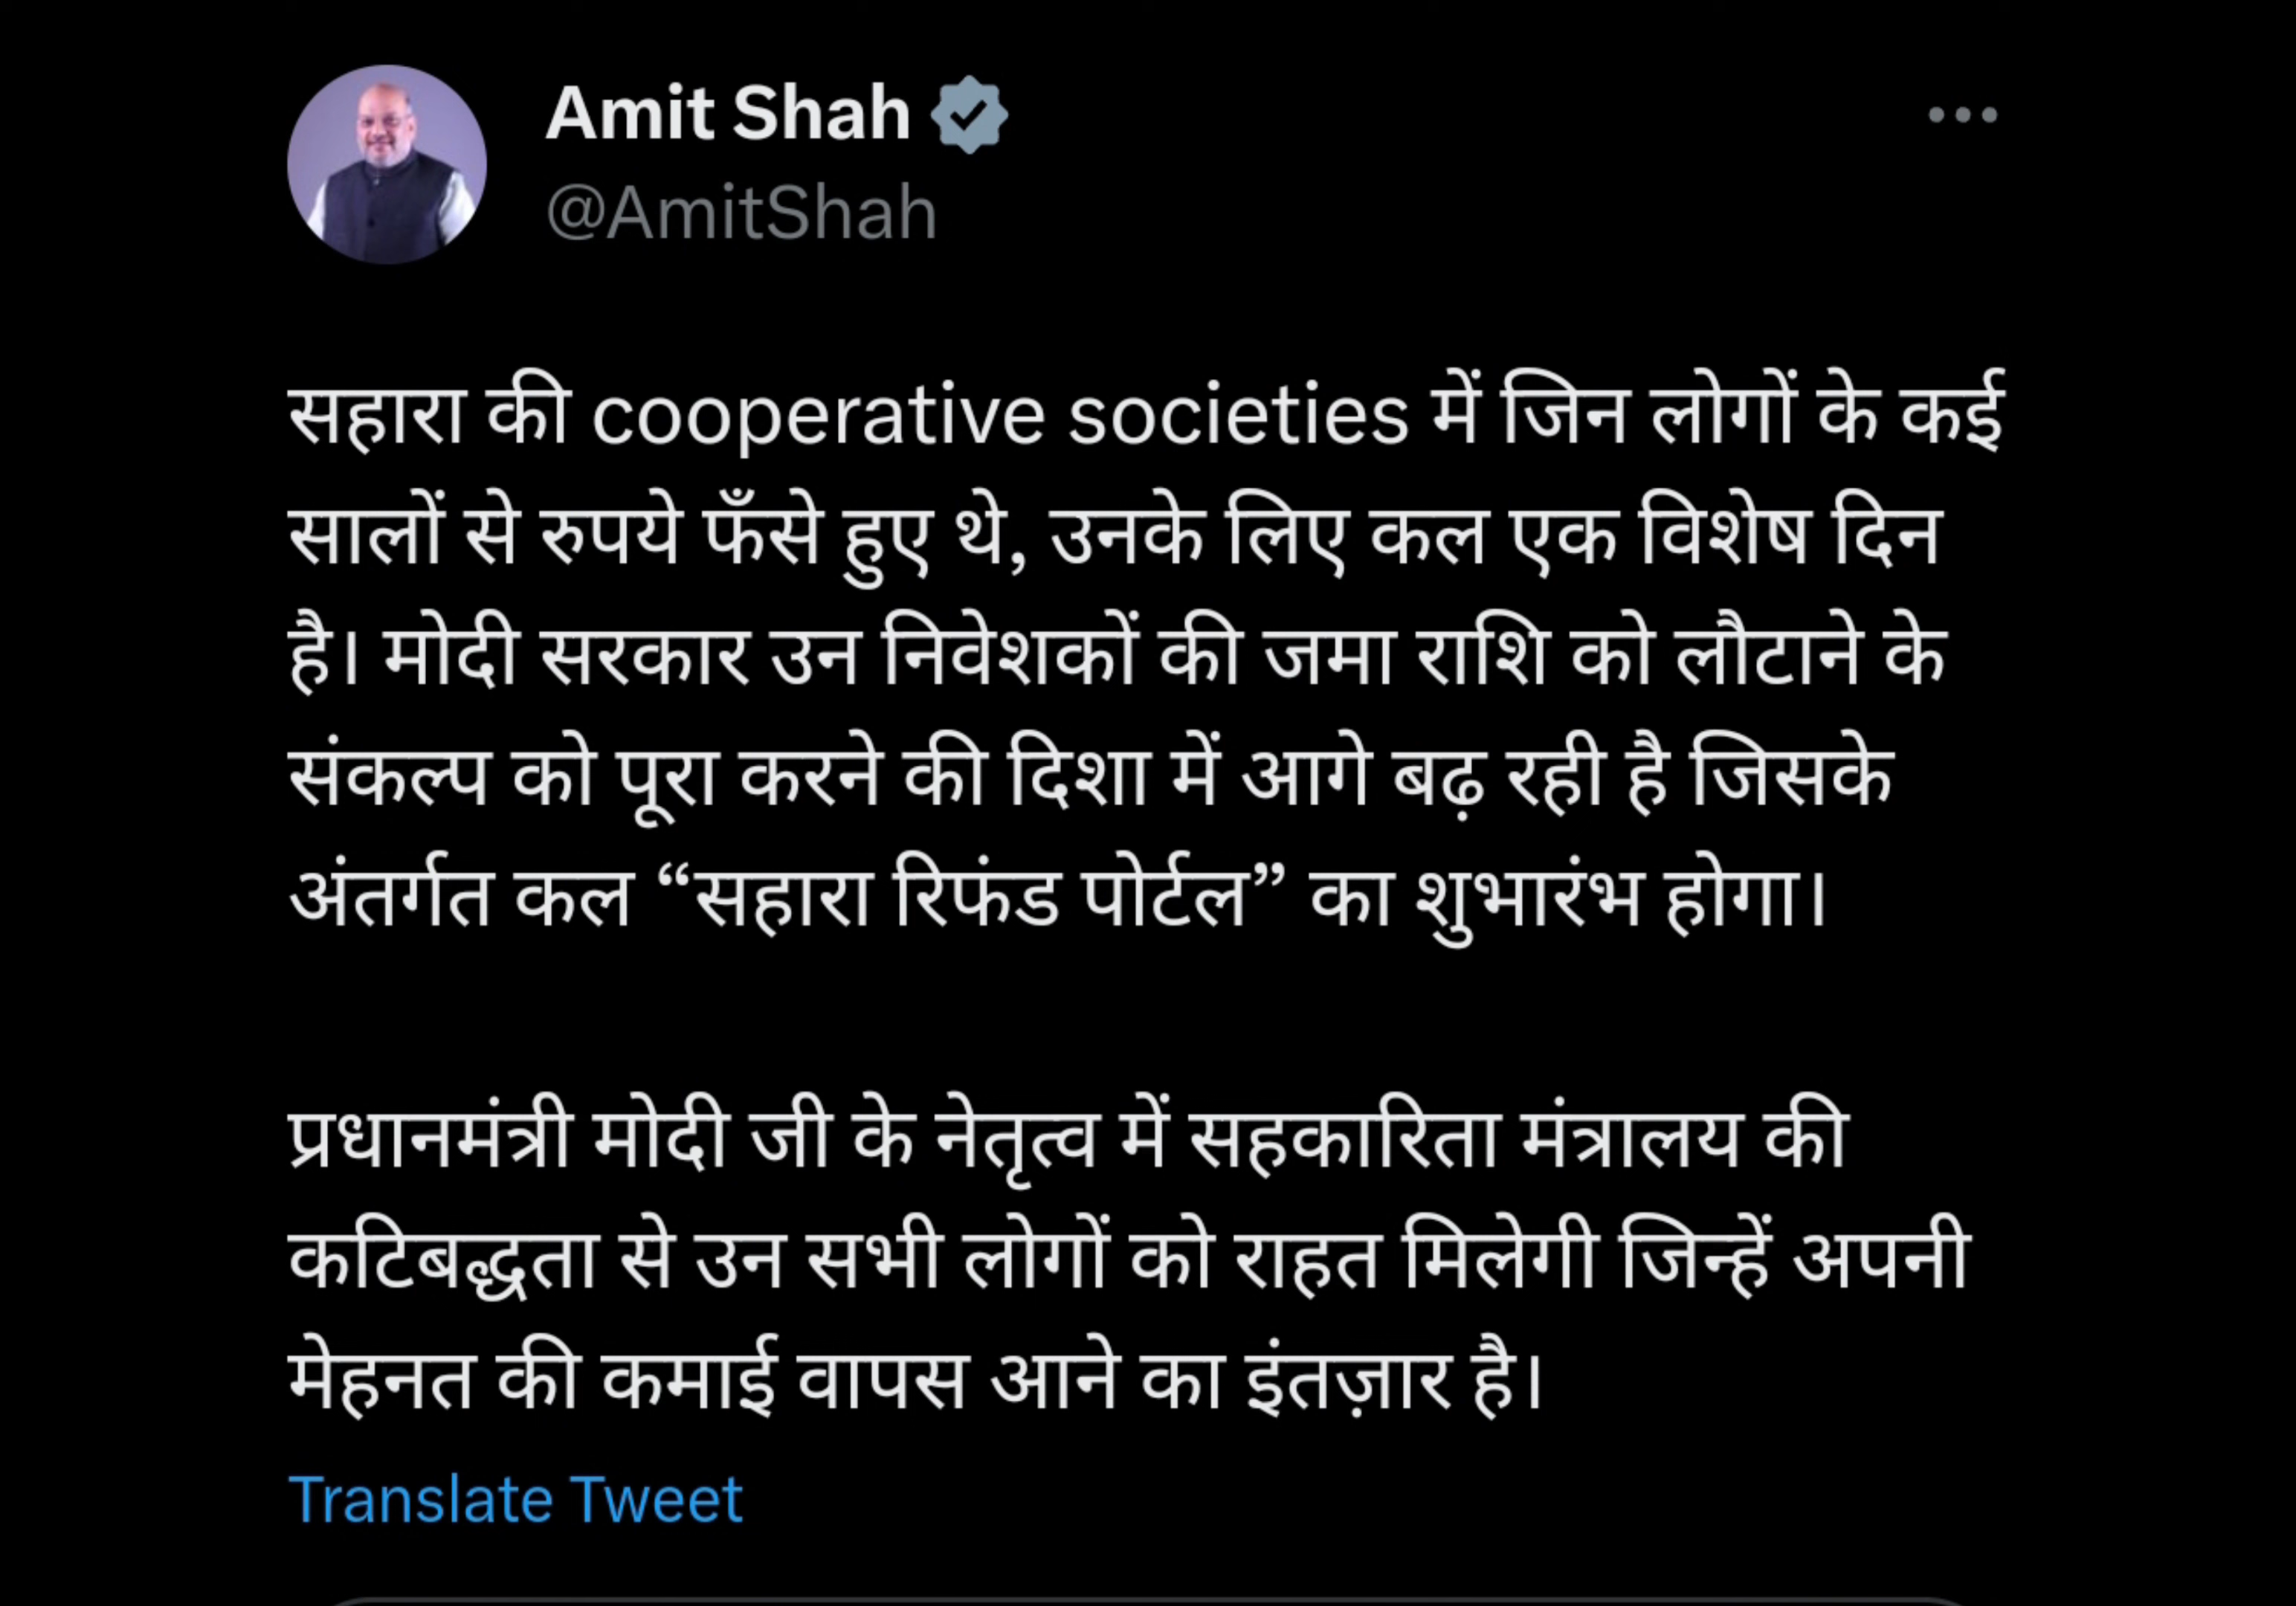 Amit Shah
@AmitShah
सहारा की cooperative societies में जिन लोगों के कई
सालों से रुपये फँसे हुए थे, उनके लिए कल एक विशेष दिन
है। मोदी सरकार उन निवेशकों की जमा राशि को लौटाने के
संकल्प को पूरा करने की दिशा में आगे बढ़ रही है जिसके
अंतर्गत कल “सहारा रिफंड पोर्टल” का शुभारंभ होगा।
प्रधानमंत्री मोदी जी के नेतृत्व में सहकारिता मंत्रालय की
कटिबद्धता से उन सभी लोगों को राहत मिलेगी जिन्हें अपनी
मेहनत की कमाई वापस आने का इंतज़ार है।
Translate Tweet